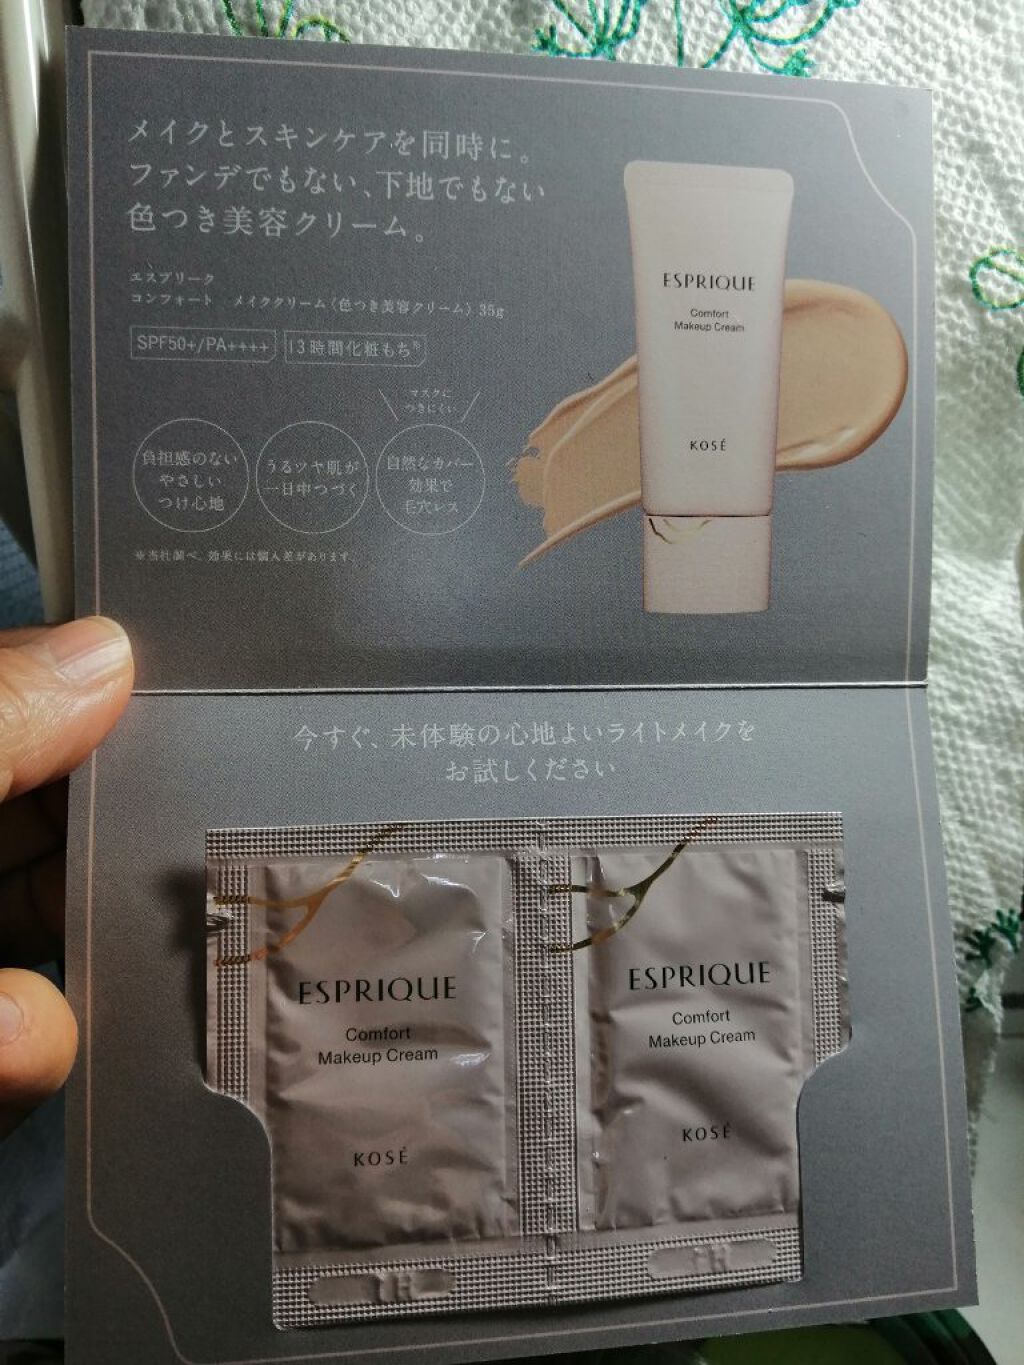 メイクとスキンケアを同時に。
ファンデでもない、下地でもない
色つき美容クリーム。
エスプリーク
コンフォート メイククリーム〈色つき美容クリーム〉 35g
SPF50+/PA++++
13時間化粧もち※
マスクに
つきにくい
負担感のない
やさしい
つけ心地
うるツヤ肌が
一日中つづく
自然なカバー
効果で
毛穴レス
※当社調べ。効果には個人差があります。
ESPRIQUE
Comfort
Makeup Cream
KOSÉ
今すぐ、未体験の心地よいライトメイクを
お試しください
ESPRIQUE
Comfort
Makeup Cream
KOSÉ
ESPRIQUE
Comfort
Makeup Cream
KOSÉ